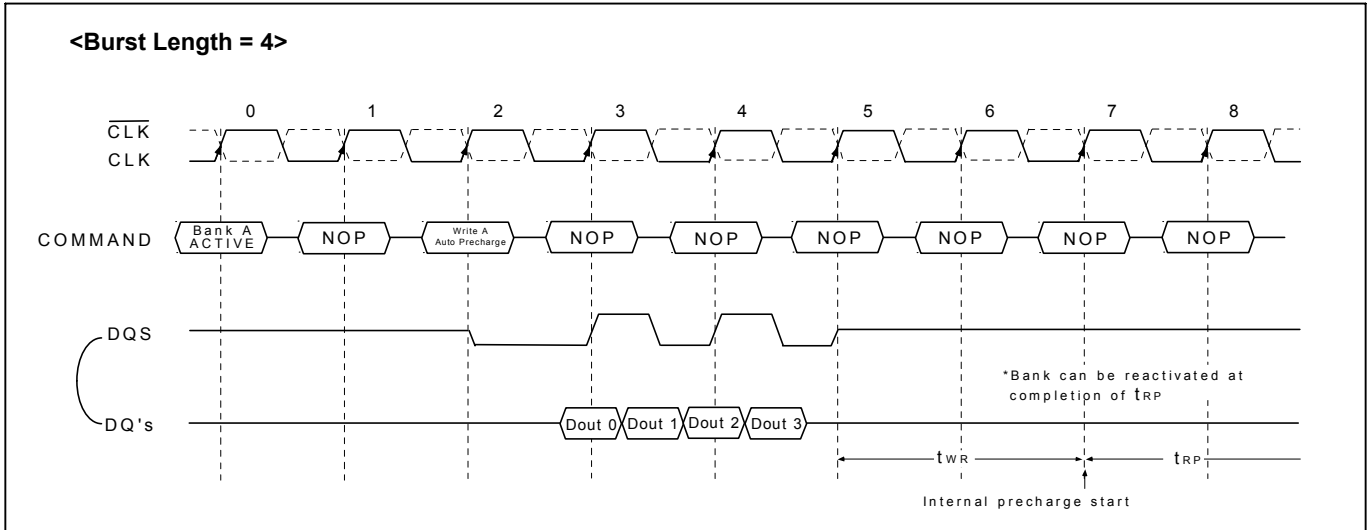 <Burst Length = 4>
0 1 2 3 4 5 6 7 8
CLK
CLK
COMMAND
Bank A
ACTIVE
NOP
Write A
Auto Precharge
NOP
NOP
NOP
NOP
NOP
NOP
DQS
*Bank can be reactivated at
completion of tRP
DQ's
Dout 0 Dout 1 Dout 2 Dout 3
tWR
tRP
Internal precharge start